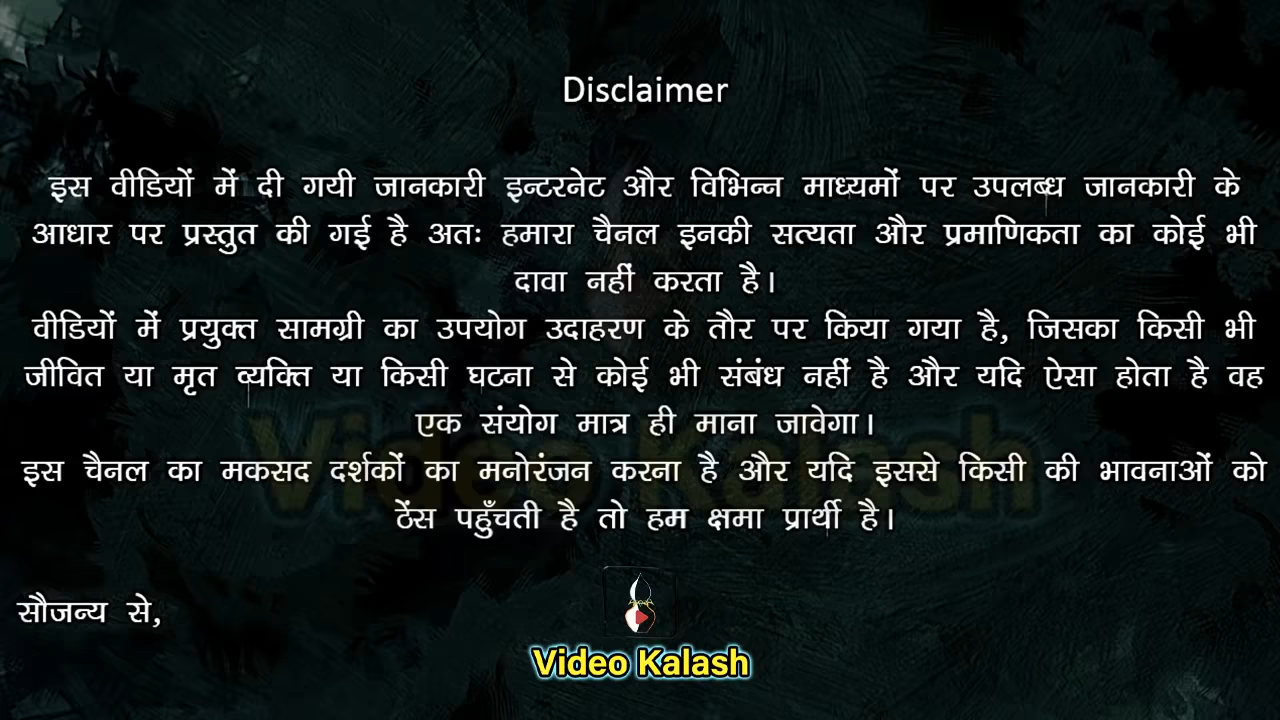 Disclaimer
इस वीडियों में दी गयी जानकारी इन्टरनेट और विभिन्न माध्यमों पर उपलब्ध जानकारी के
आधार पर प्रस्तुत की गई है अतः हमारा चैनल इनकी सत्यता और प्रमाणिकता का कोई भी
दावा नहीं करता है।
वीडियों में प्रयुक्त सामग्री का उपयोग उदाहरण के तौर पर किया गया है, जिसका किसी भी
जीवित या मृत व्यक्ति या किसी घटना से कोई भी संबंध नहीं है और यदि ऐसा होता है वह
एक संयोग मात्र ही माना जावेगा।
इस चैनल का मकसद दर्शकों का मनोरंजन करना है और यदि इससे किसी की भावनाओं को
ठेंस पहुँचती है तो हम क्षमा प्रार्थी है।
Video Kalash
सौजन्य से,
Video Kalash